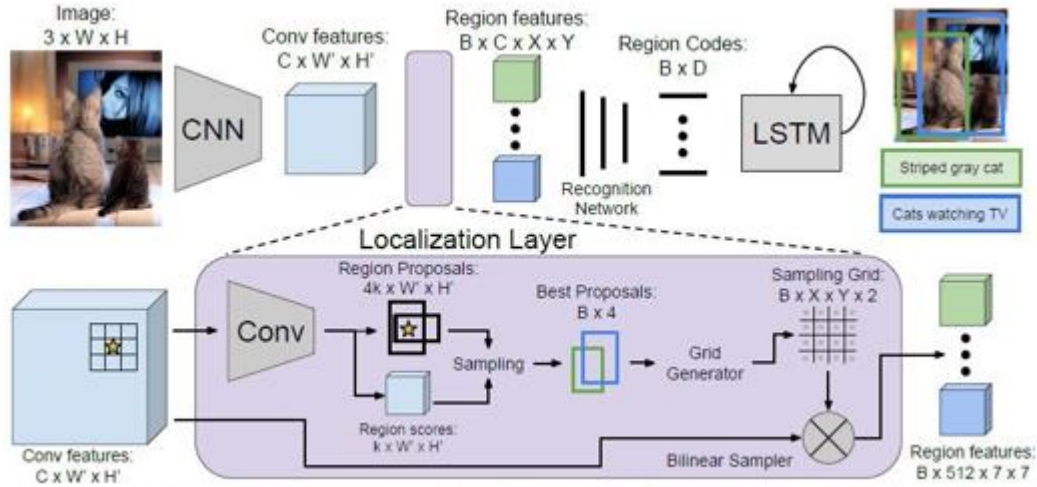 Image:
3 x W x H
CNN
Conv features:
C x W' x H'
Region features:
B x C x X x Y
Recognition
Network
Region Codes:
B x D
LSTM
Striped gray cat
Cats watching TV
Localization Layer
Conv features:
C x W' x H'
Conv
Region Proposals:
4k x W' x H'
Region scores:
k x W' x H'
Sampling
Best Proposals:
B x 4
Grid
Generator
Sampling Grid:
B x X x Y x 2
Bilinear Sampler
Region features:
B x 512 x 7 x 7